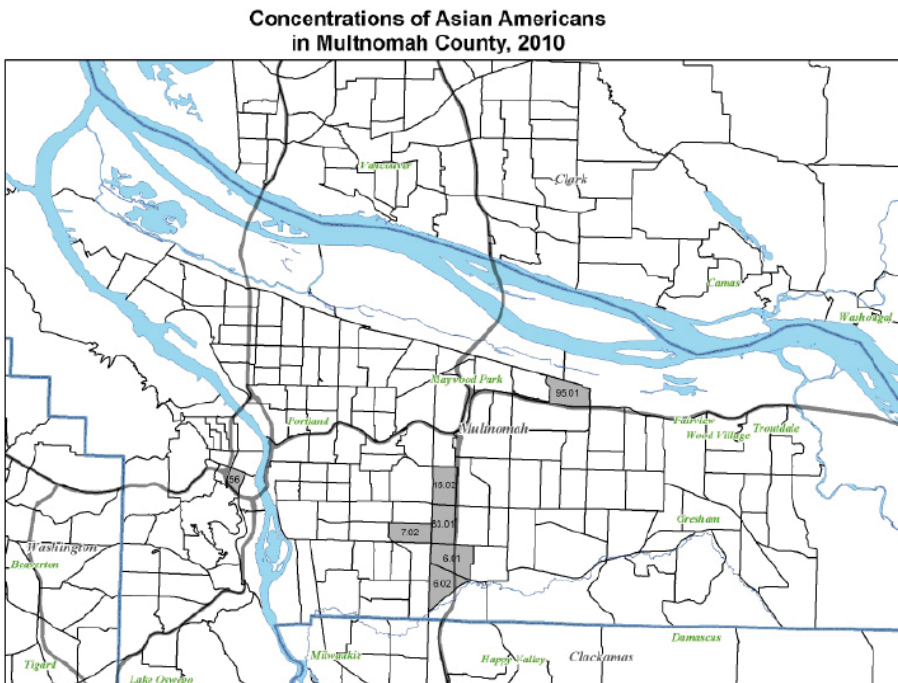 Concentrations of Asian Americans
in Multnomah County, 2010
Vancouver
Clark
Camas
Washougal
Maywood Park
95.01
Portland
Multnomah
Fairview
Wood Village
Troutdale
56
16.02
83.01
7.02
Gresham
6.01
6.02
Washington
Beaverton
Damascus
Milwaukie
Happy Valley
Clackamas
Tigard
Lake Oswego